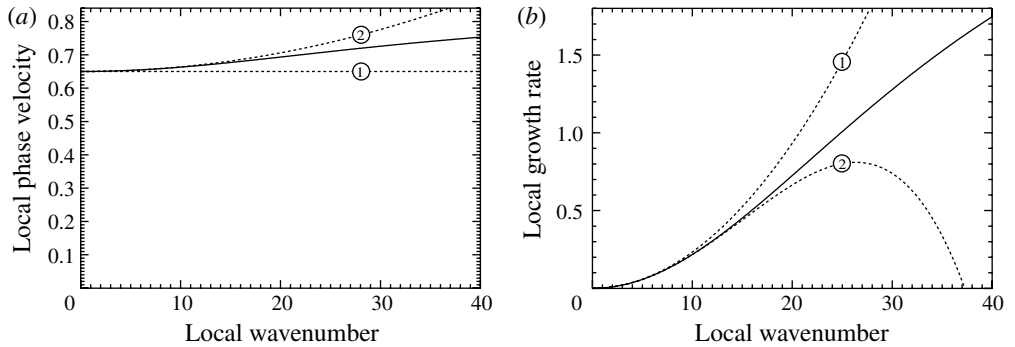 (a)
Local phase velocity
0.8
0.7
0.6
0.5
0.4
0.3
0.2
0.1
0 10 20 30 40
Local wavenumber
2
1
(b)
Local growth rate
1.5
1.0
0.5
0 10 20 30 40
Local wavenumber
1
2